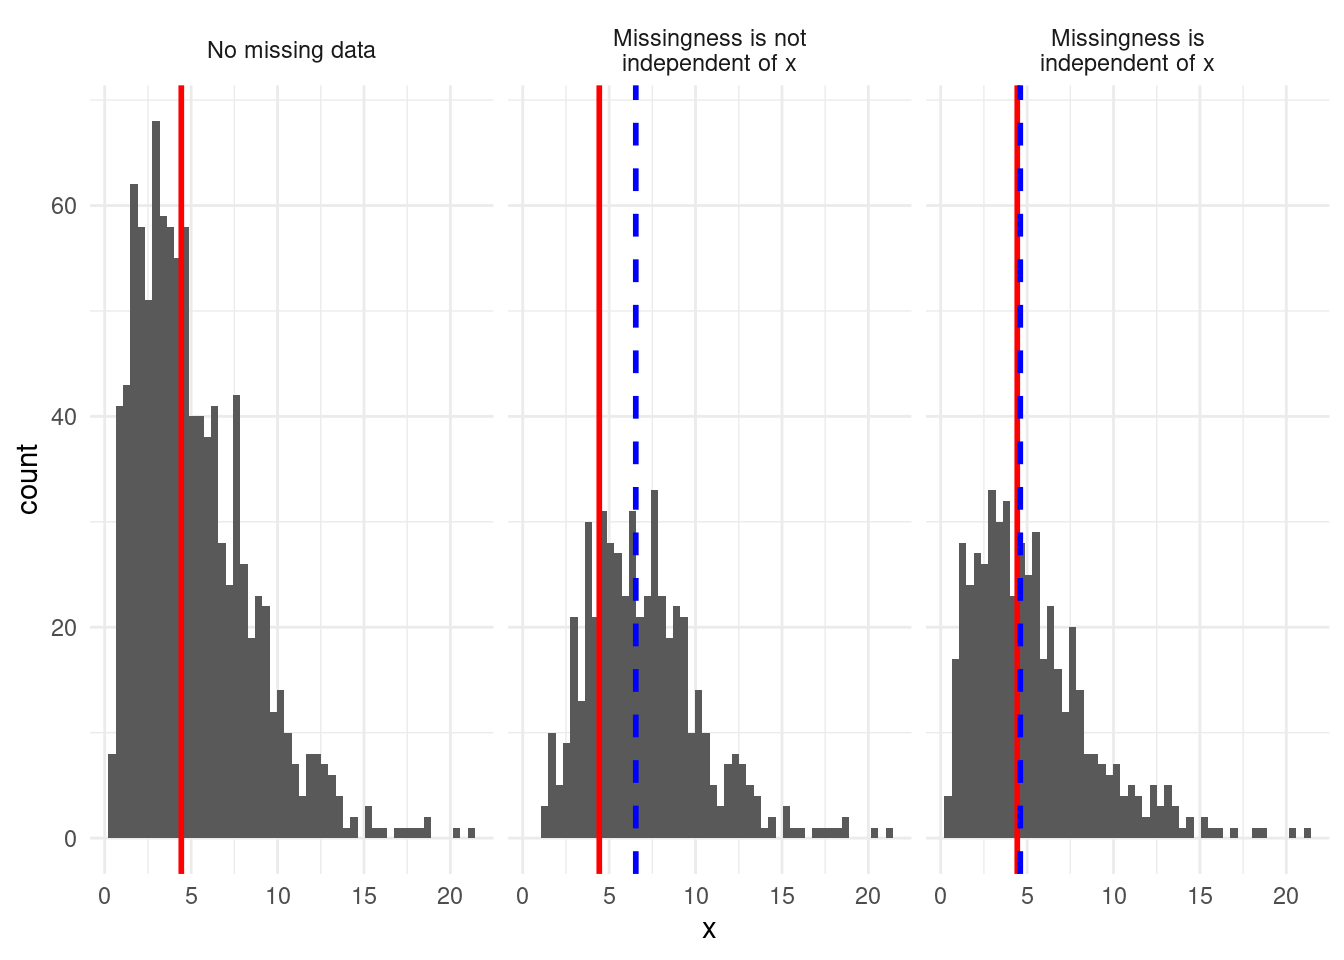 No missing data
Missingness is not
independent of x
Missingness is
independent of x
count
60
40
20
0
0 5 10 15 20
0 5 10 15 20
0 5 10 15 20
x